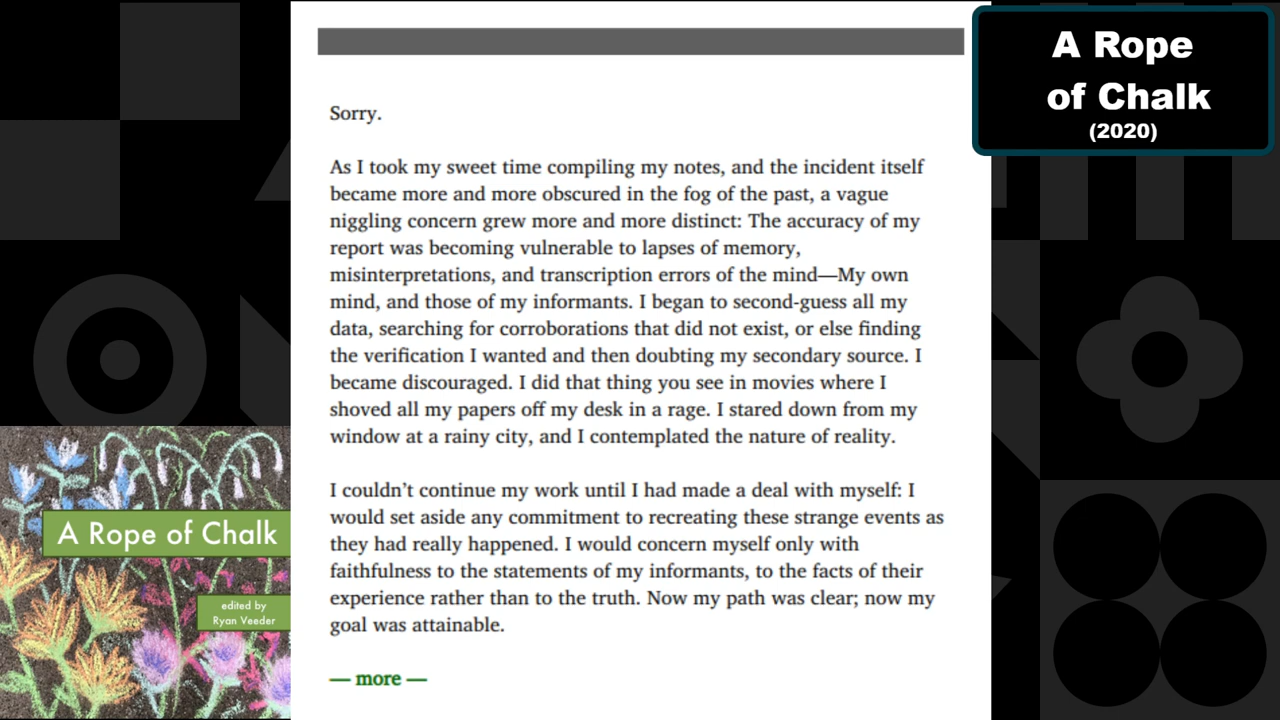 Sorry.
As I took my sweet time compiling my notes, and the incident itself
became more and more obscured in the fog of the past, a vague
niggling concern grew more and more distinct: The accuracy of my
report was becoming vulnerable to lapses of memory,
misinterpretations, and transcription errors of the mind—My own
mind, and those of my informants. I began to second-guess all my
data, searching for corroborations that did not exist, or else finding
the verification I wanted and then doubting my secondary source. I
became discouraged. I did that thing you see in movies where I
shoved all my papers off my desk in a rage. I stared down from my
window at a rainy city, and I contemplated the nature of reality.
I couldn’t continue my work until I had made a deal with myself: I
would set aside any commitment to recreating these strange events as
they had really happened. I would concern myself only with
faithfulness to the statements of my informants, to the facts of their
experience rather than to the truth. Now my path was clear; now my
goal was attainable.
— more —
A Rope
of Chalk
(2020)
A Rope of Chalk
edited by
Ryan Veeder